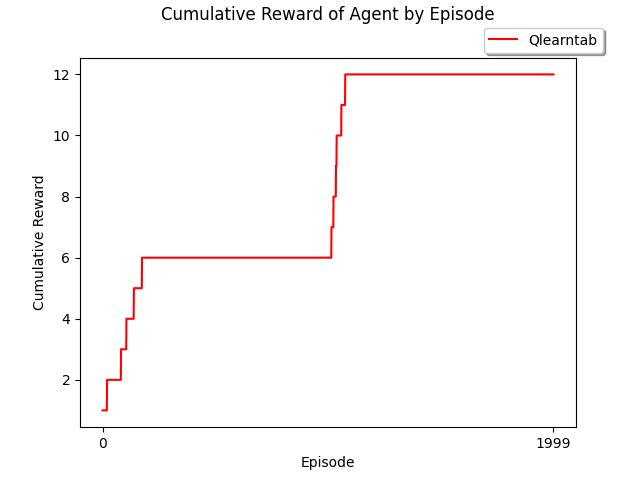 Cumulative Reward of Agent by Episode
Qlearntab
12
10
8
6
4
2
Cumulative Reward
0
1999
Episode